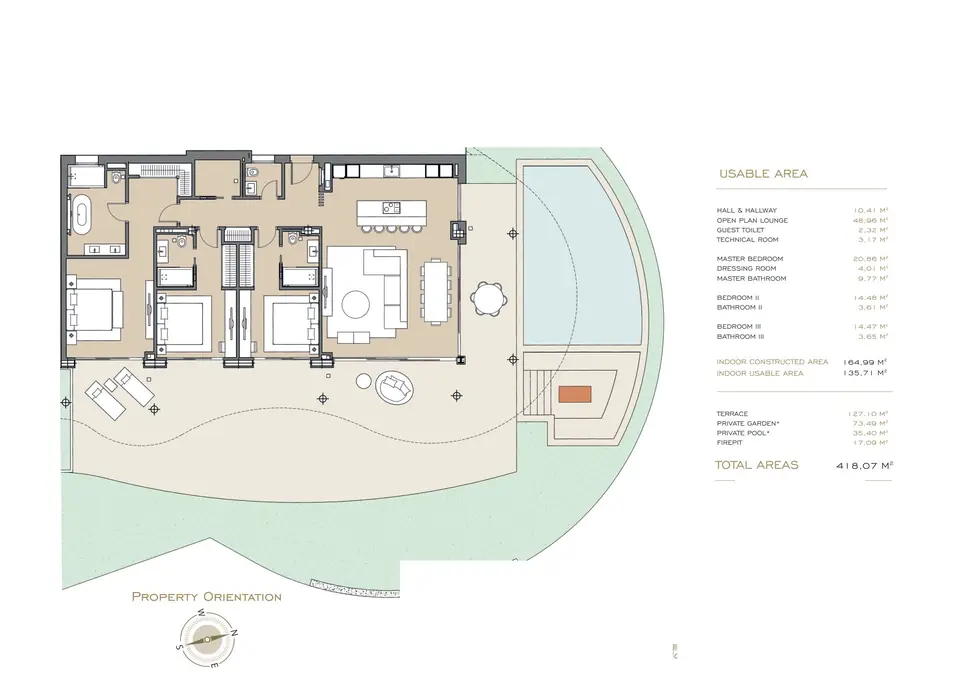 USABLE AREA
HALL & HALLWAY 10,41 M²
OPEN PLAN LOUNGE 48,96 M²
GUEST TOILET 2,32 M²
TECHNICAL ROOM 3,17 M²
MASTER BEDROOM 20,86 M²
DRESSING ROOM 4,01 M²
MASTER BATHROOM 9,77 M²
BEDROOM II 14,48 M²
BATHROOM II 3,61 M²
BEDROOM III 14,47 M²
BATHROOM III 3,65 M²
INDOOR CONSTRUCTED AREA 164,99 M²
INDOOR USABLE AREA 135,71 M²
TERRACE 127,10 M²
PRIVATE GARDEN* 73,49 M²
PRIVATE POOL* 35,40 M²
FIREPIT 17,09 M²
TOTAL AREAS 418,07 M²
PROPERTY ORIENTATION
W
N
S
E